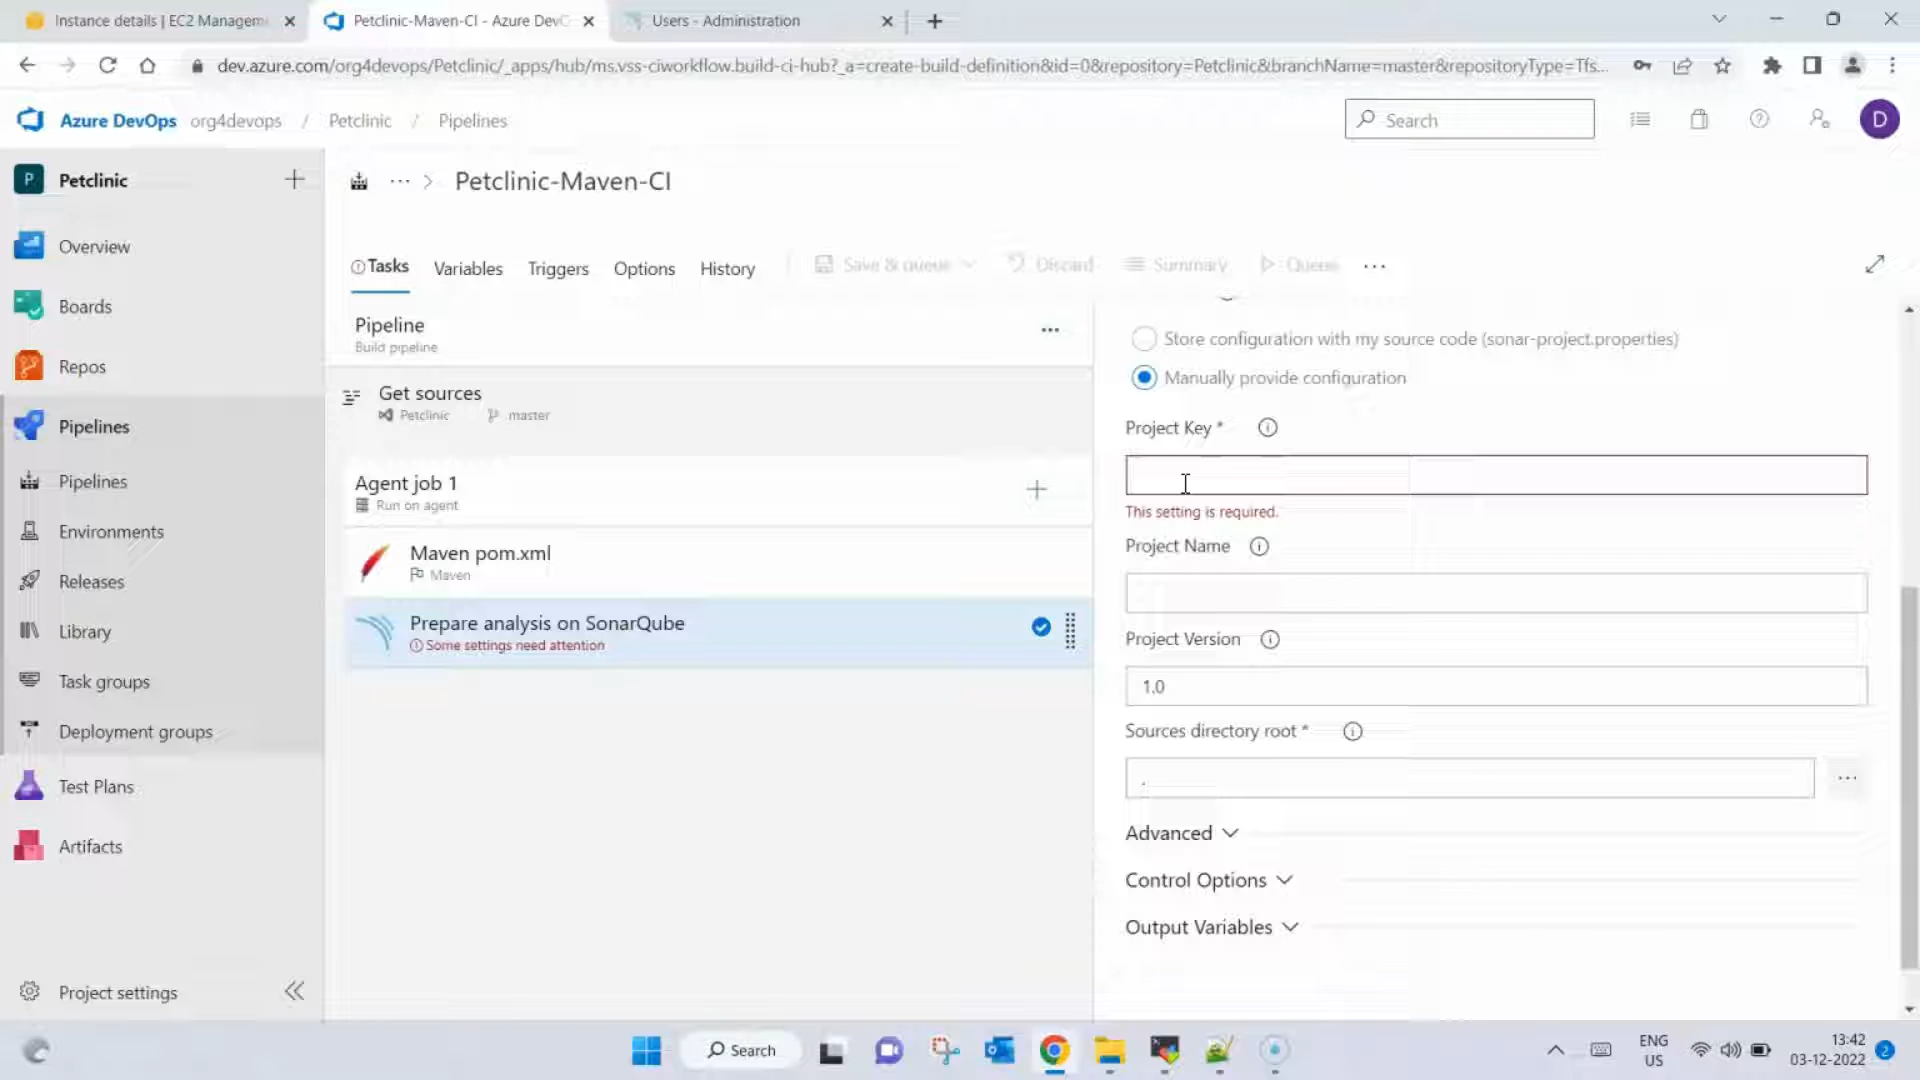 Instance details | EC2 Managem
Petclinic-Maven-CI - Azure DevC
Users - Administration
dev.azure.com/org4devops/Petclinic/_apps/hub/ms.vss-ciworkflow.build-ci-hub?_a=create-build-definition&id=0&repository=Petclinic&branchName=master&repositoryType=Tfs...
Azure DevOps org4devops / Petclinic / Pipelines
Search
D
P Petclinic
Overview
Boards
Repos
Pipelines
Pipelines
Environments
Releases
Library
Task groups
Deployment groups
Test Plans
Artifacts
Project settings
... > Petclinic-Maven-CI
Tasks Variables Triggers Options History Save & queue Discard Summary Queue ...
Pipeline
Build pipeline
Get sources
Petclinic master
Agent job 1
Run on agent
Maven pom.xml
Maven
Prepare analysis on SonarQube
Some settings need attention
Store configuration with my source code (sonar-project.properties)
Manually provide configuration
Project Key *
This setting is required.
Project Name
Project Version
1.0
Sources directory root *
.
Advanced
Control Options
Output Variables
Search
ENG
US
13:42
03-12-2022
2